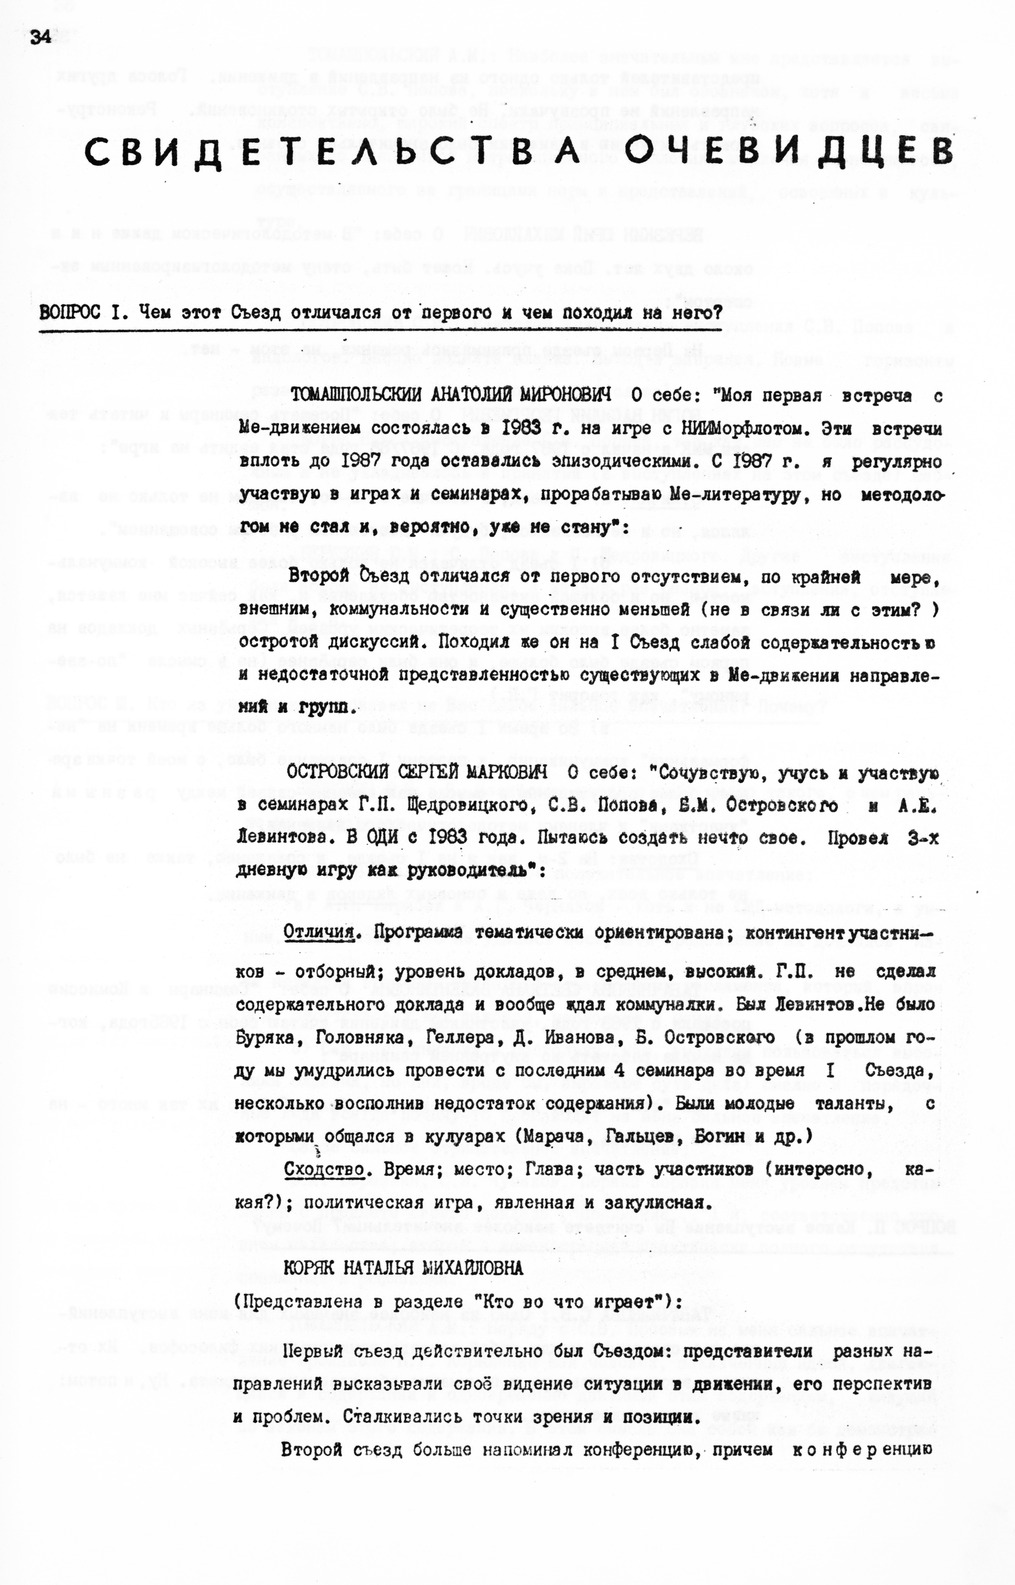 34
СВИДЕТЕЛЬСТВА ОЧЕВИДЦЕВ
ВОПРОС I. Чем этот Съезд отличался от первого и чем походил на него?
ТОМАШПОЛЬСКИЙ АНАТОЛИЙ МИРОНОВИЧ О себе: "Моя первая встреча с
Ме-движением состоялась в 1983 г. на игре с НИИМорфлотом. Эти встречи
вплоть до 1987 года оставались эпизодическими. С 1987 г. я регулярно
участвую в играх и семинарах, прорабатываю Ме-литературу, но методоло-
гом не стал и, вероятно, уже не стану":
Второй Съезд отличался от первого отсутствием, по крайней мере,
внешним, коммунальности и существенно меньшей (не в связи ли с этим? )
остротой дискуссий. Походил же он на I Съезд слабой содержательностью
и недостаточной представленностью существующих в Ме-движении направле-
ний и групп.
ОСТРОВСКИЙ СЕРГЕЙ МАРКОВИЧ О себе: "Сочувствую, учусь и участвую
в семинарах Г.П. Щедровицкого, С.В. Попова, Б.М. Островского и А.Е.
Левинтова. В ОДИ с 1983 года. Пытаюсь создать нечто свое. Провел 3-х
дневную игру как руководитель":
Отличия. Программа тематически ориентирована; контингент участни-
ков - отборный; уровень докладов, в среднем, высокий. Г.П. не сделал
содержательного доклада и вообще ждал коммуналки. Был Левинтов.Не было
Буряка, Головняка, Геллера, Д. Иванова, Б. Островского (в прошлом го-
ду мы умудрились провести с последним 4 семинара во время I Съезда,
несколько восполнив недостаток содержания). Были молодые таланты, с
которыми общался в кулуарах (Марача, Гальцев, Богин и др.)
Сходство. Время; место; Глава; часть участников (интересно, ка-
кая?); политическая игра, явленная и закулисная.
КОРЯК НАТАЛЬЯ МИХАЙЛОВНА
(Представлена в разделе "Кто во что играет"):
Первый съезд действительно был Съездом: представители разных на-
правлений высказывали своё видение ситуации в движении, его перспектив
и проблем. Сталкивались точки зрения и позиции.
Второй съезд больше напоминал конференцию, причем конференцию